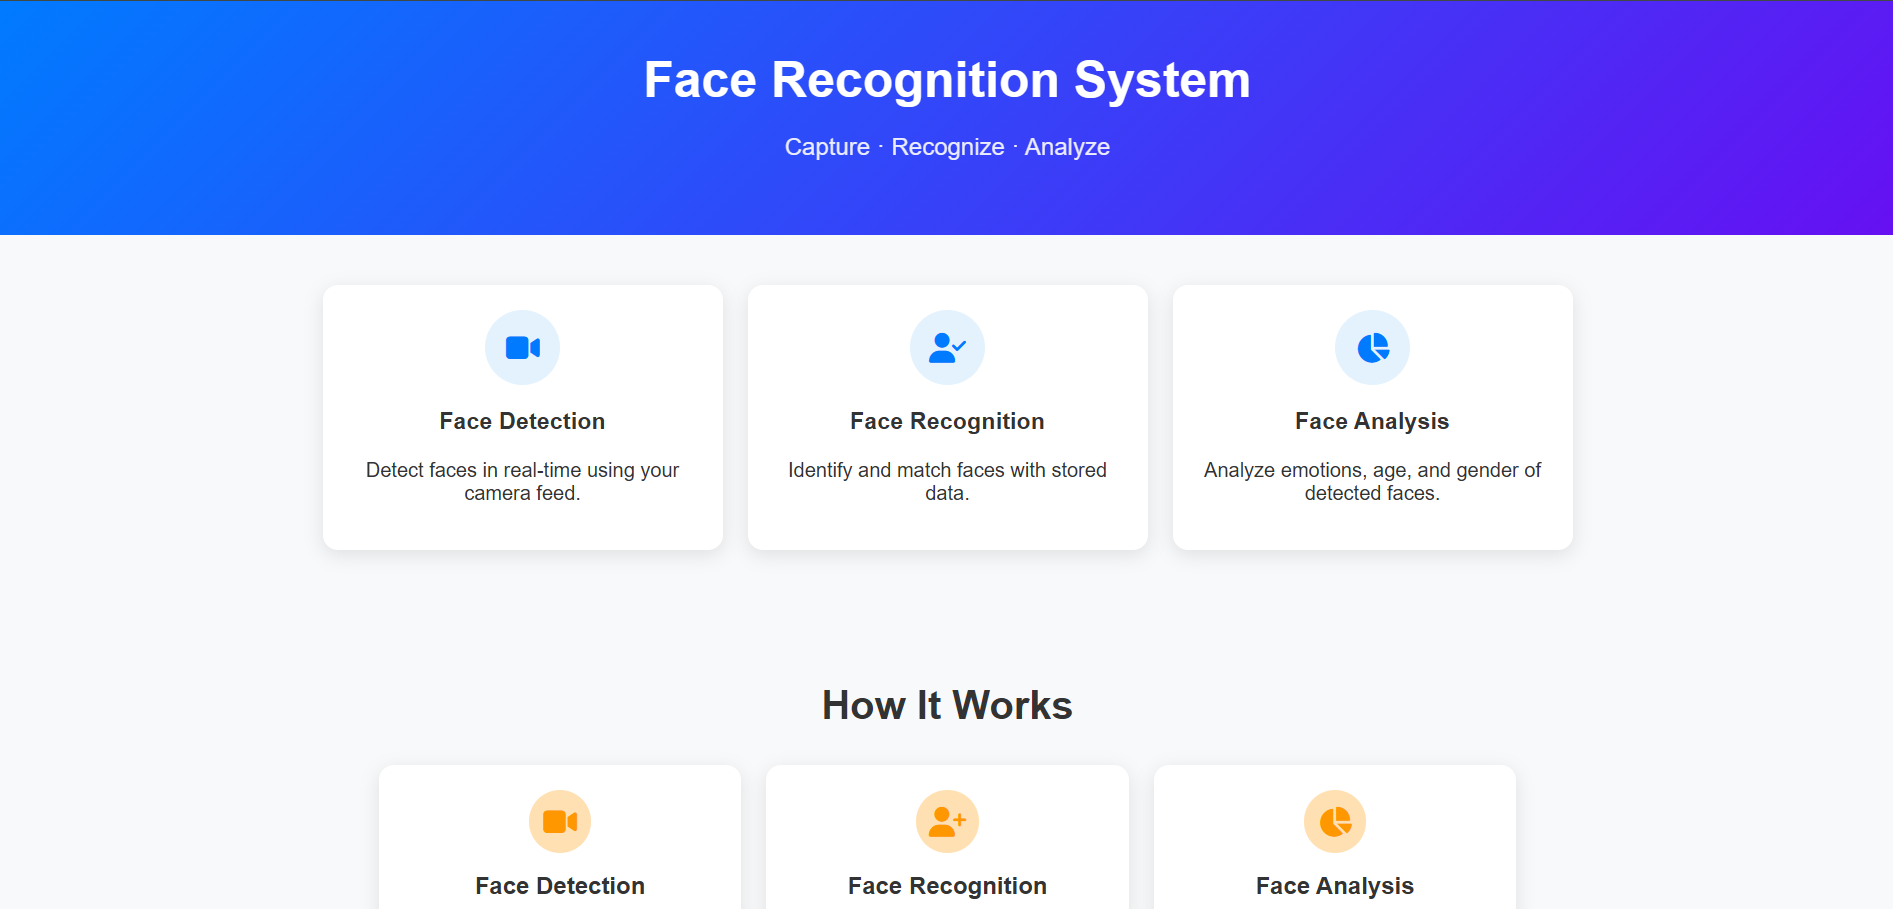 Face Recognition System
Capture · Recognize · Analyze
Face Detection
Detect faces in real-time using your
camera feed.
Face Recognition
Identify and match faces with stored
data.
Face Analysis
Analyze emotions, age, and gender of
detected faces.
How It Works
Face Detection
Face Recognition
Face Analysis